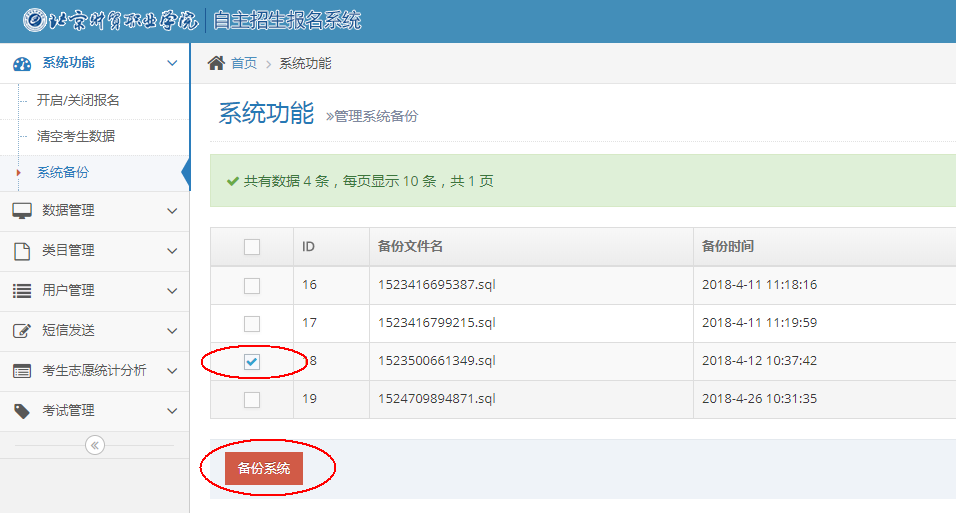 北京财贸职业学院 自主招生报名系统
系统功能
开启/关闭报名
清空考生数据
系统备份
数据管理
类目管理
用户管理
短信发送
考生志愿统计分析
考试管理
首页 > 系统功能
系统功能 »管理系统备份
共有数据 4 条，每页显示 10 条，共 1 页
ID 备份文件名 备份时间
16 1523416695387.sql 2018-4-11 11:18:16
17 1523416799215.sql 2018-4-11 11:19:59
8 1523500661349.sql 2018-4-12 10:37:42
19 1524709894871.sql 2018-4-26 10:31:35
备份系统